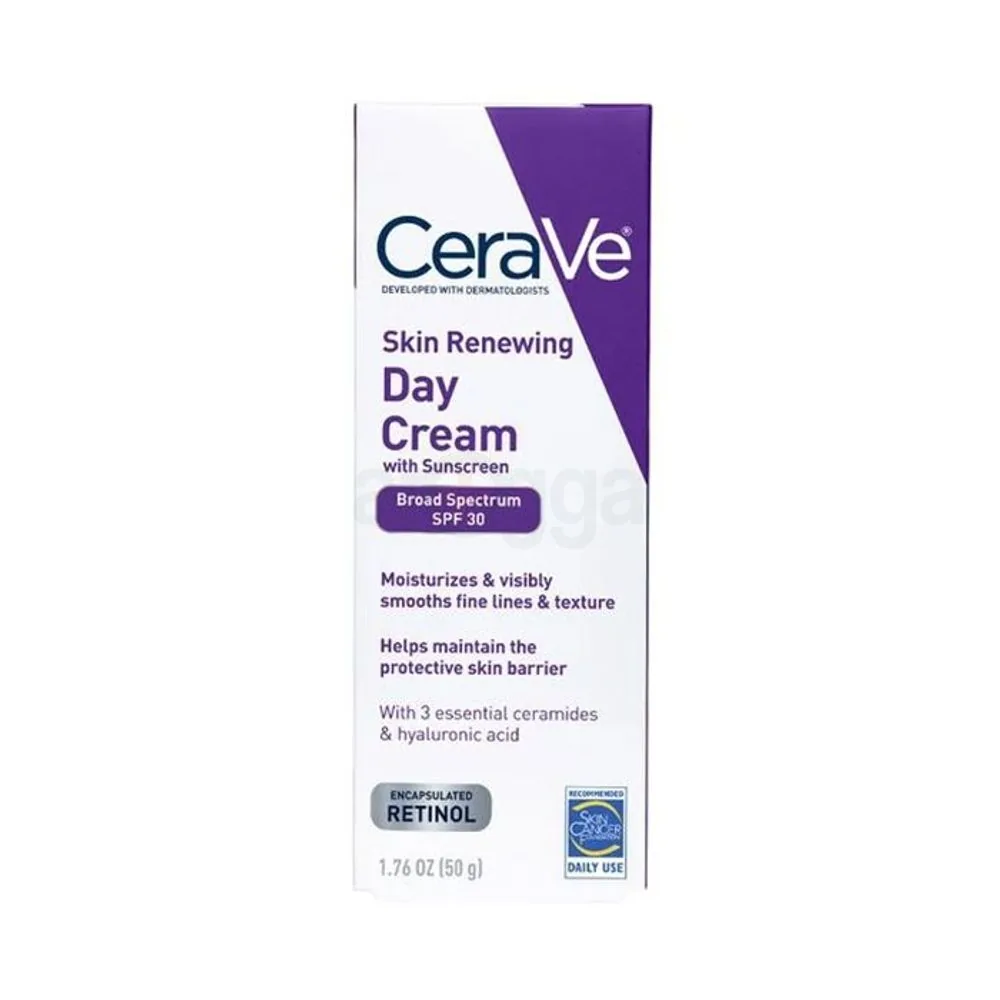 CeraVe®
DEVELOPED WITH DERMATOLOGISTS
Skin Renewing
Day
Cream
with Sunscreen
Broad Spectrum
SPF 30
Moisturizes & visibly
smooths fine lines & texture
Helps maintain the
protective skin barrier
With 3 essential ceramides
& hyaluronic acid
ENCAPSULATED
RETINOL
RECOMMENDED
SKIN
CANCER
FOUNDATION
DAILY USE
1.76 OZ (50 g)